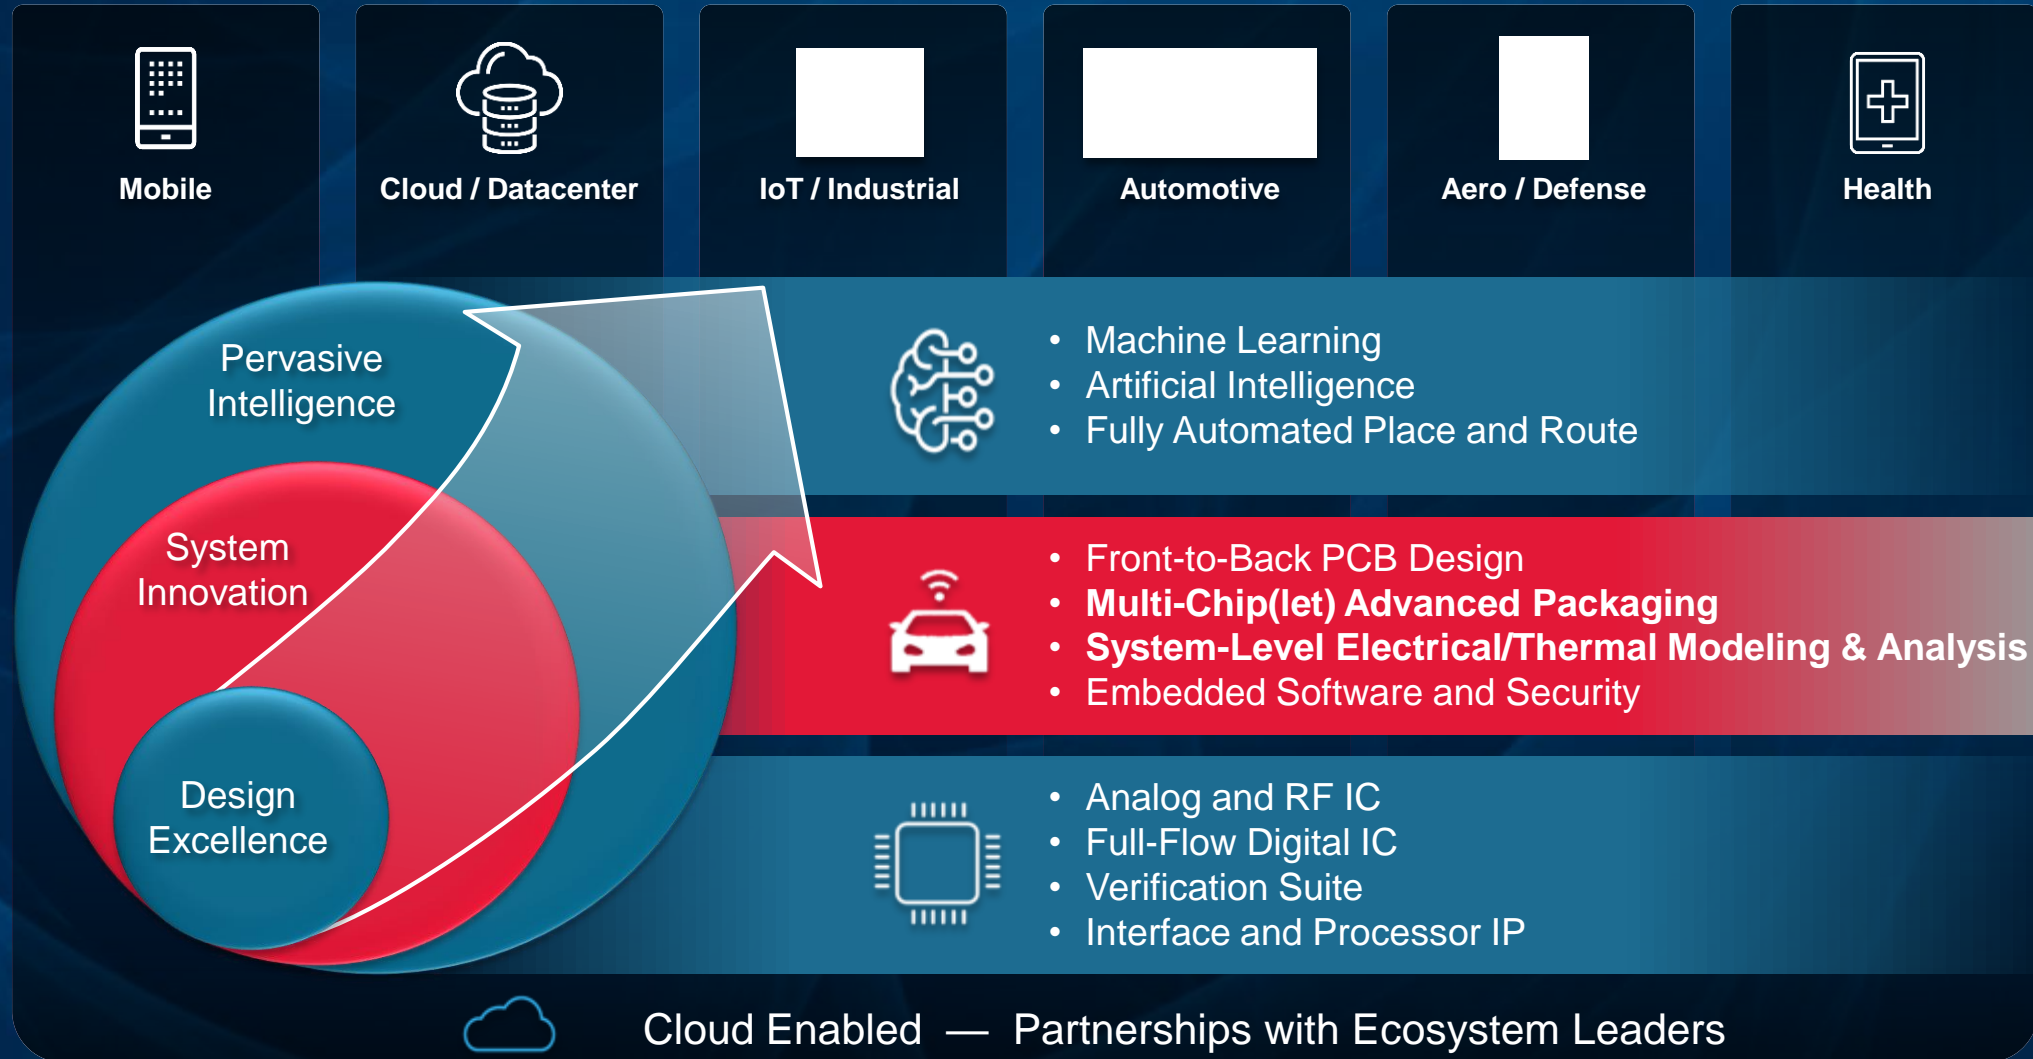 Mobile
Cloud / Datacenter
IoT / Industrial
Automotive
Aero / Defense
Health
Pervasive
Intelligence
System
Innovation
Design
Excellence
• Machine Learning
• Artificial Intelligence
• Fully Automated Place and Route
• Front-to-Back PCB Design
• Multi-Chip(let) Advanced Packaging
• System-Level Electrical/Thermal Modeling & Analysis
• Embedded Software and Security
• Analog and RF IC
• Full-Flow Digital IC
• Verification Suite
• Interface and Processor IP
Cloud Enabled — Partnerships with Ecosystem Leaders